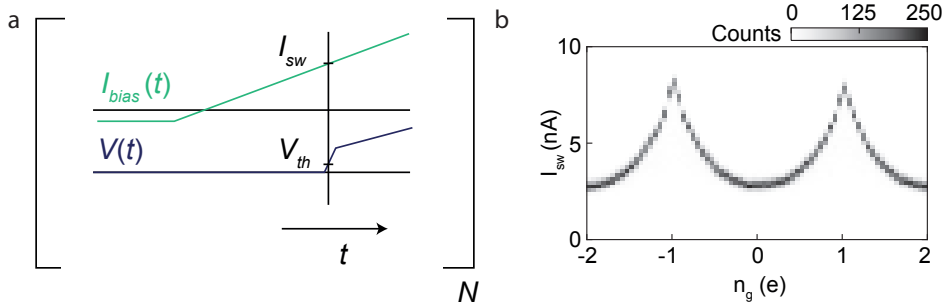 a
I_sw
I_bias(t)
V(t)
V_th
t
N
b
Counts
0 125 250
10
5
0
I_sw (nA)
-2 -1 0 1 2
n_g (e)